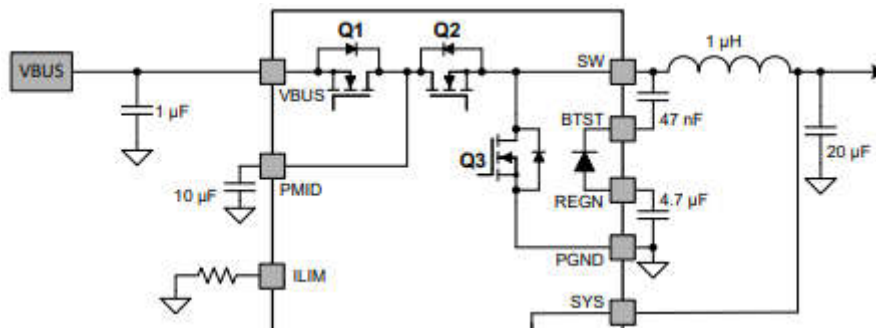 Q1
Q2
1 µH
VBUS
SW
VBUS
1 µF
BTST
47 nF
Q3
20 µF
10 µF
PMID
REGN
4.7 µF
PGND
ILIM
SYS